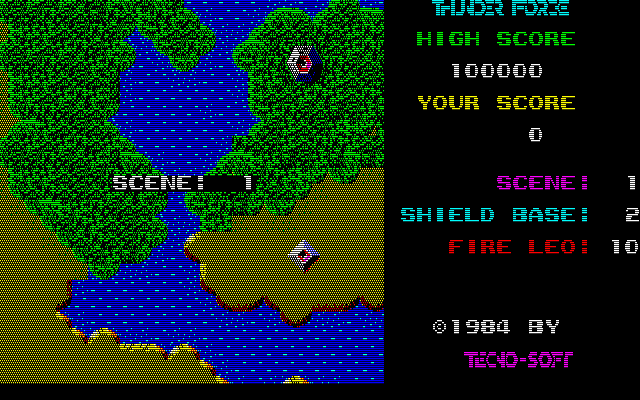 THUNDER FORCE
HIGH SCORE
100000
YOUR SCORE
0
SCENE: 1
SCENE: 1
SHIELD BASE: 2
FIRE LEO: 10
©1984 BY
TECNO-SOFT